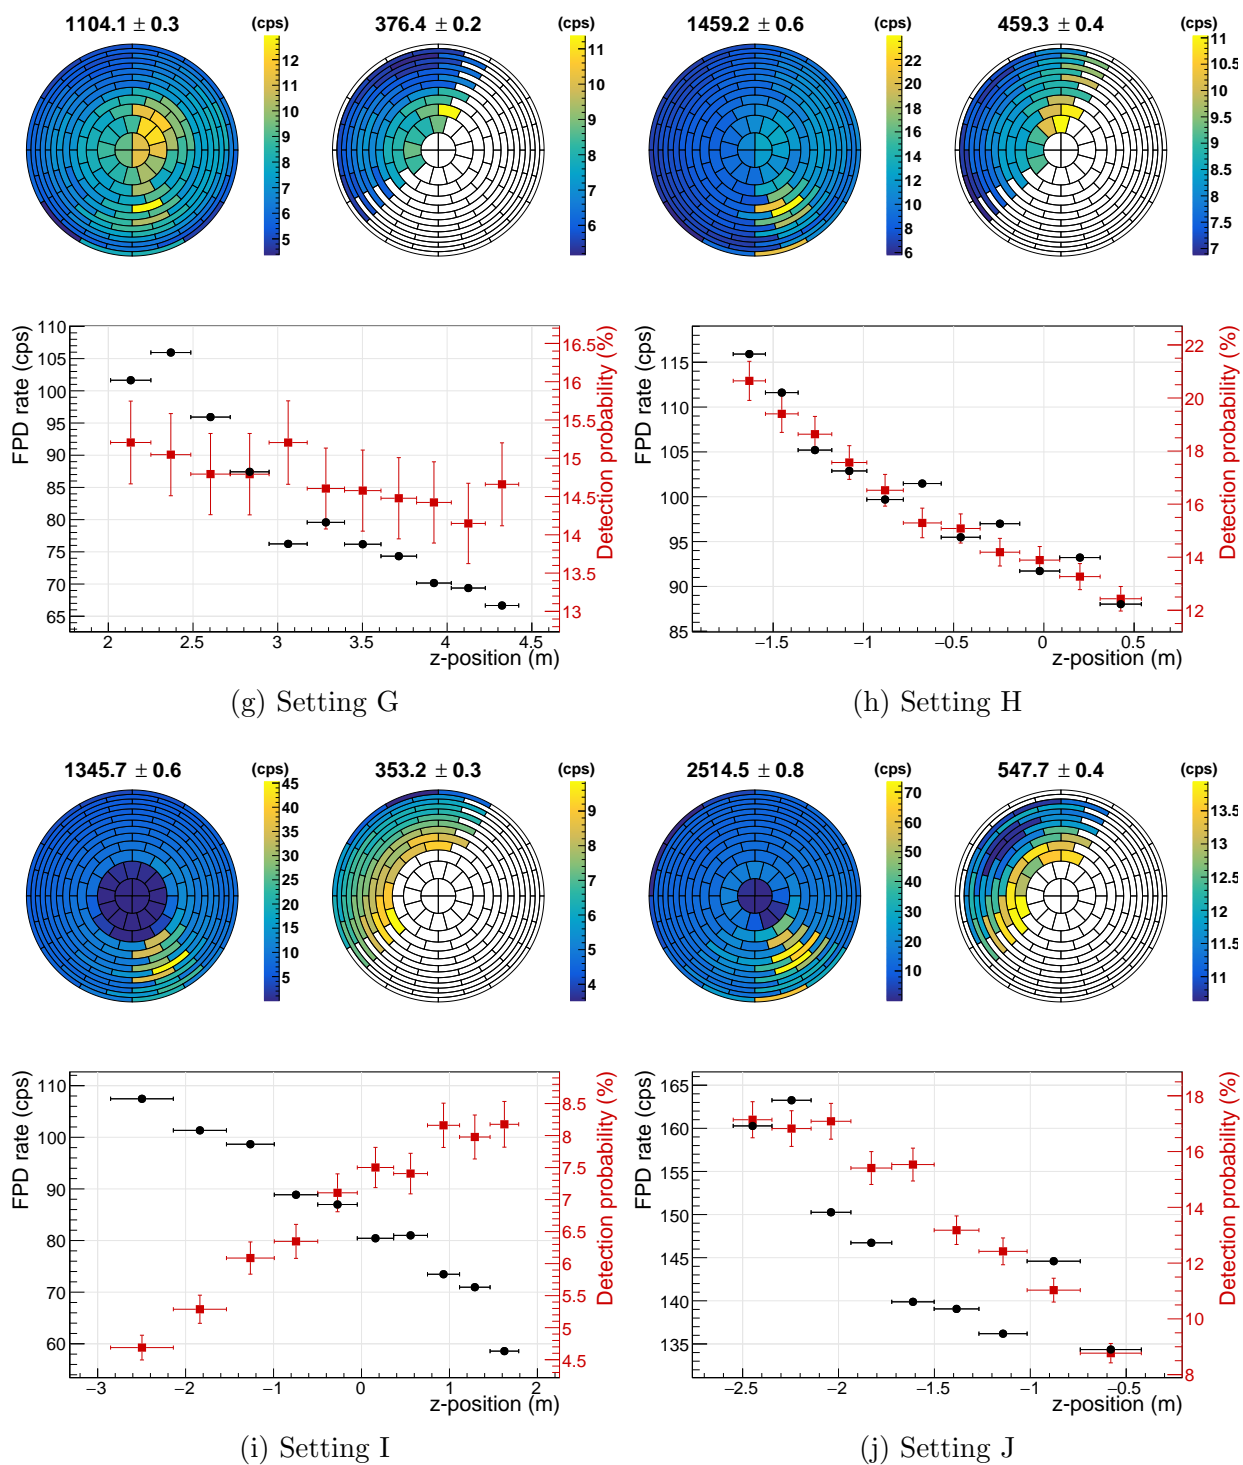 1104.1 ± 0.3 (cps) 376.4 ± 0.2 (cps) 1459.2 ± 0.6 (cps) 459.3 ± 0.4 (cps)
12 11 10 9 8 7 6 5
11 10 9 8 7 6
22 20 18 16 14 12 10 8 6
11 10.5 10 9.5 9 8.5 8 7.5 7
FPD rate (cps)
110 105 100 95 90 85 80 75 70 65
16.5 16 15.5 15 14.5 14 13.5 13
Detection probability (%)
2 2.5 3 3.5 4 4.5
z-position (m)
(g) Setting G
FPD rate (cps)
115 110 105 100 95 90 85
22 20 18 16 14 12
Detection probability (%)
−1.5 −1 −0.5 0 0.5
z-position (m)
(h) Setting H
1345.7 ± 0.6 (cps) 353.2 ± 0.3 (cps) 2514.5 ± 0.8 (cps) 547.7 ± 0.4 (cps)
45 40 35 30 25 20 15 10 5
9 8 7 6 5 4
70 60 50 40 30 20 10
13.5 13 12.5 12 11.5 11
FPD rate (cps)
110 100 90 80 70 60
8.5 8 7.5 7 6.5 6 5.5 5 4.5
Detection probability (%)
−3 −2 −1 0 1 2
z-position (m)
(i) Setting I
FPD rate (cps)
165 160 155 150 145 140 135
18 16 14 12 10 8
Detection probability (%)
−2.5 −2 −1.5 −1 −0.5
z-position (m)
(j) Setting J